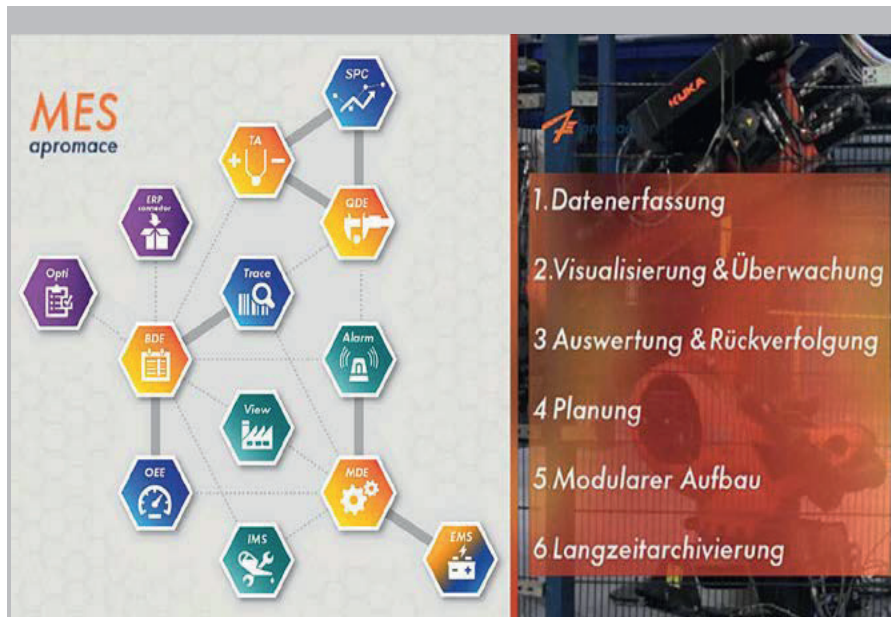 MES
apromace
SPC
TA
QDE
ERP
connector
Opti
Trace
BDE
Alarm
View
OEE
MDE
IMS
EMS
KUKA
1.Datenerfassung
2.Visualisierung & Überwachung
3 Auswertung & Rückverfolgung
4 Planung
5 Modularer Aufbau
6 Langzeitarchivierung